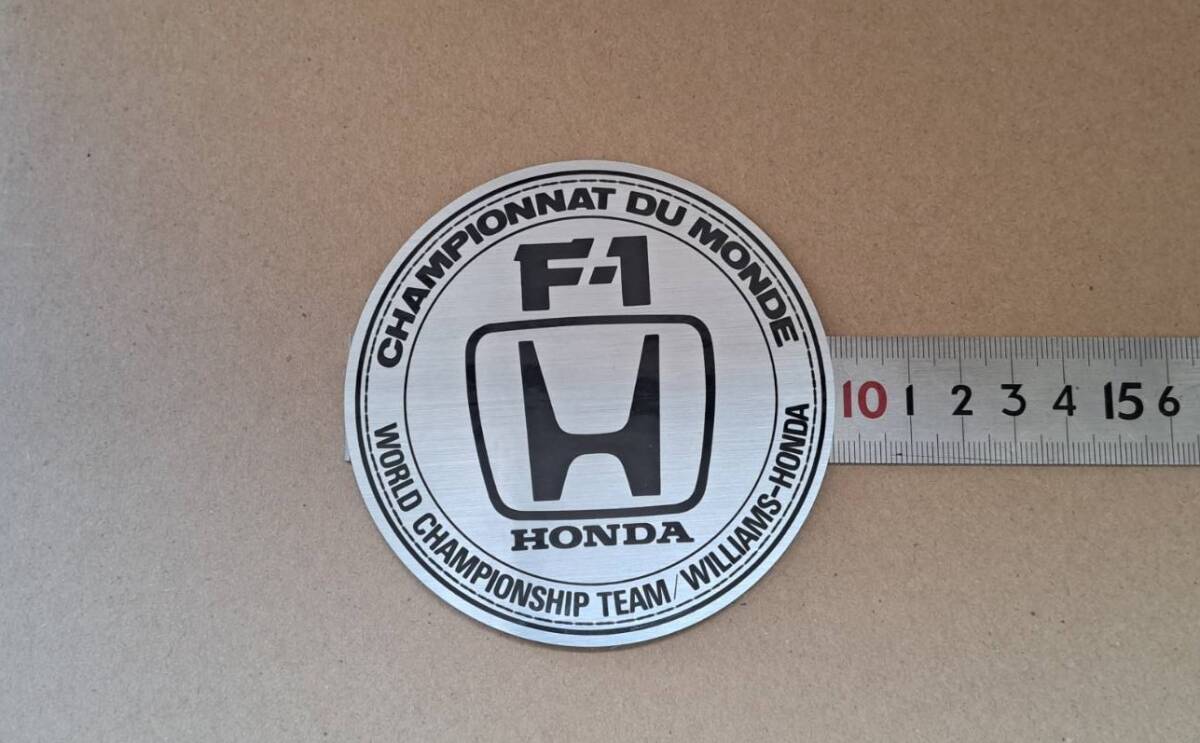 CHAMPIONNAT DU MONDE
F-1
HONDA
WORLD CHAMPIONSHIP TEAM/WILLIAMS-HONDA
10 1 2 3 4 15 6